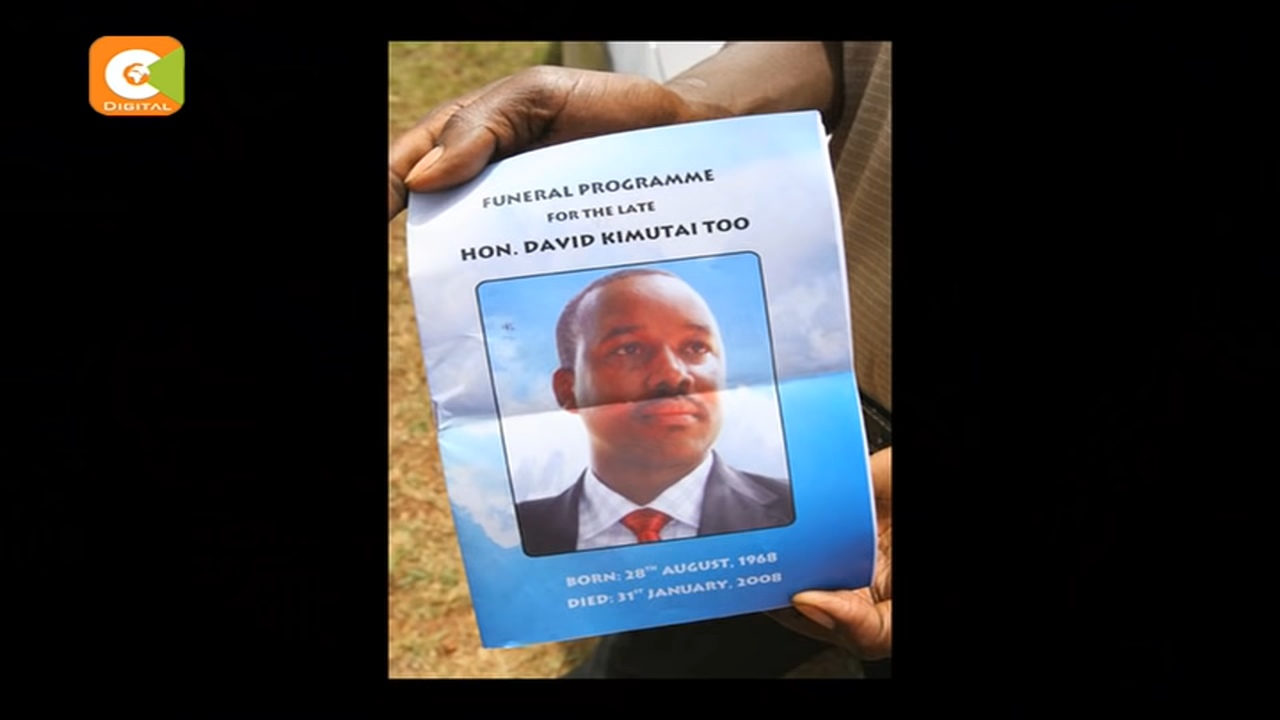 DIGITAL
FUNERAL PROGRAMME
FOR THE LATE
HON. DAVID KIMUTAI TOO
BORN: 28TH AUGUST, 1968
DIED: 31ST JANUARY, 2008